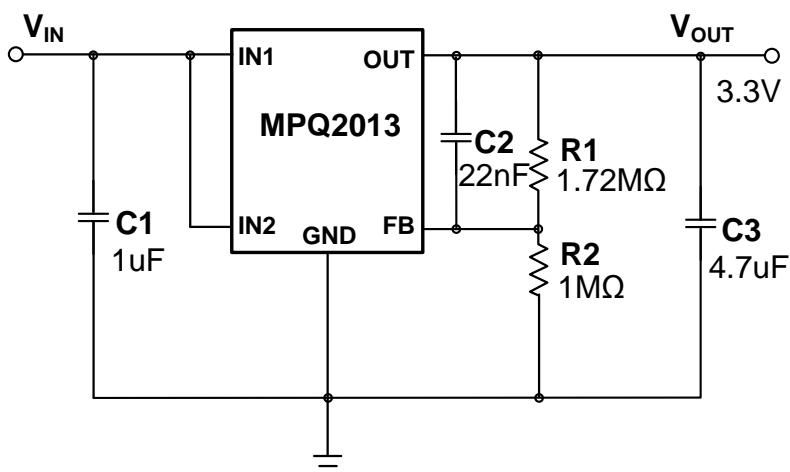 VIN
VOUT
3.3V
IN1
OUT
MPQ2013
C2
22nF
R1
1.72MΩ
IN2
GND
FB
C1
1uF
R2
1MΩ
C3
4.7uF